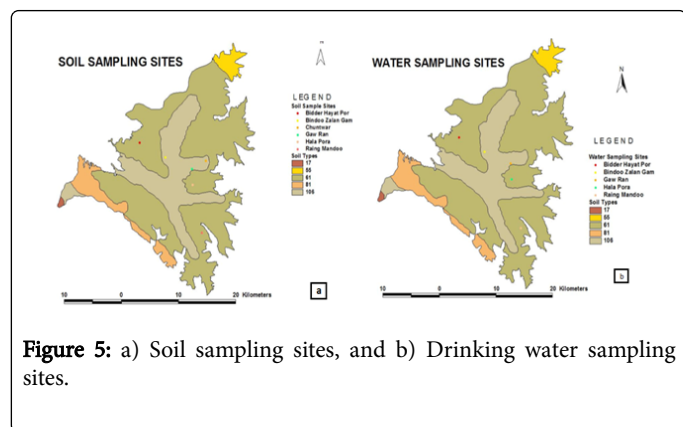 SOIL SAMPLING SITES
LEGEND
Soil Sample Sites
Bidder Hayat Por
Bindoo Zalan Gam
Chuntwar
Gaw Ran
Hala Pora
Raing Mandoo
Soil Types
17
55
61
81
106
10 0 10 20 Kilometers
a
WATER SAMPLING SITES
N
LEGEND
Water Sampling Sites
Bidder Hayat Por
Bindoo Zalan Gam
Gaw Ran
Hala Pora
Raing Mandoo
Soil Types
17
55
61
81
106
10 0 10 20 Kilometers
b
Figure 5: a) Soil sampling sites, and b) Drinking water sampling
sites.